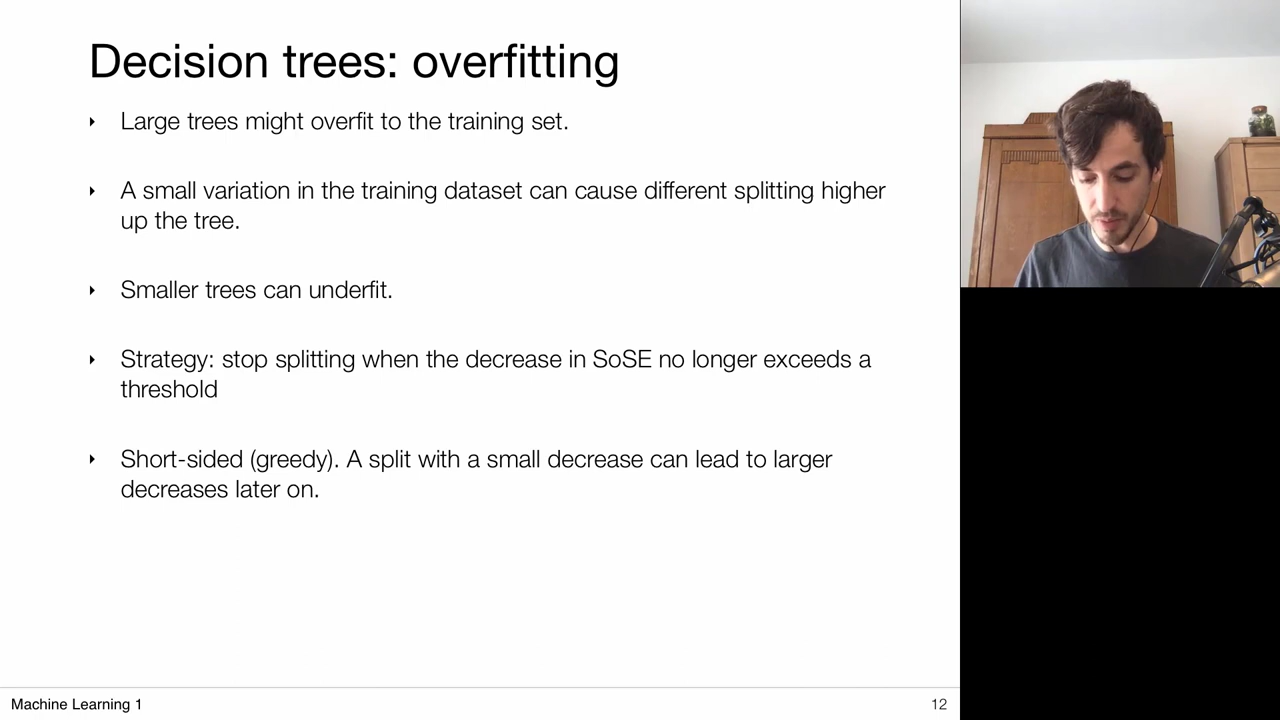 Decision trees: overfitting
‣ Large trees might overfit to the training set.
‣ A small variation in the training dataset can cause different splitting higher
up the tree.
‣ Smaller trees can underfit.
‣ Strategy: stop splitting when the decrease in SoSE no longer exceeds a
threshold
‣ Short-sided (greedy). A split with a small decrease can lead to larger
decreases later on.
Machine Learning 1
12